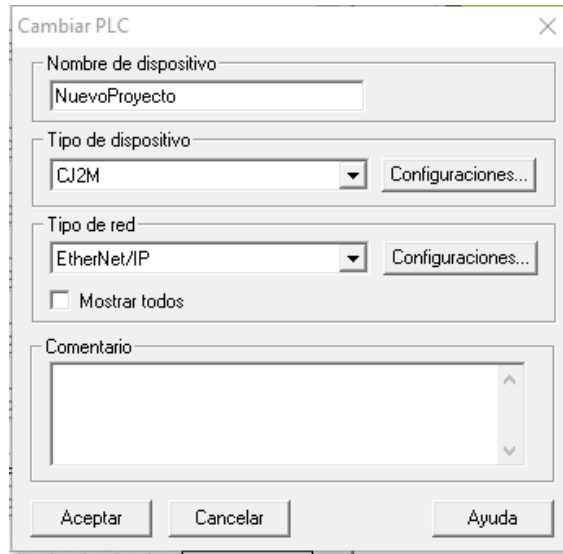 Cambiar PLC
Nombre de dispositivo
NuevoProyecto
Tipo de dispositivo
CJ2M
Configuraciones...
Tipo de red
EtherNet/IP
Configuraciones...
Mostrar todos
Comentario
Aceptar
Cancelar
Ayuda